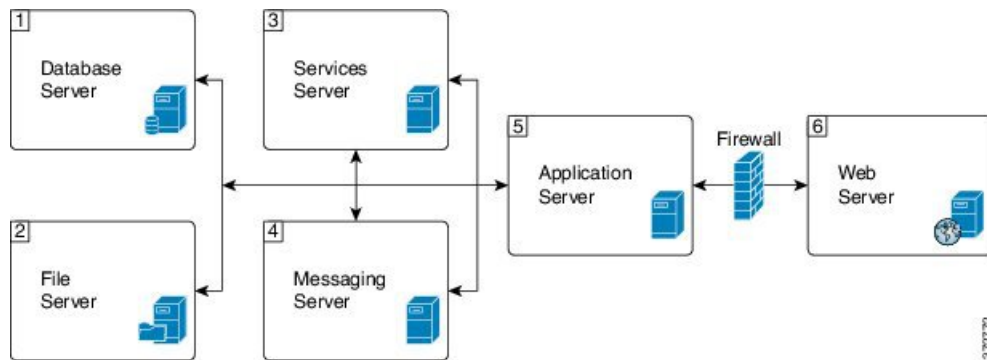 1
Database
Server
2
File
Server
3
Services
Server
4
Messaging
Server
5
Application
Server
Firewall
6
Web
Server